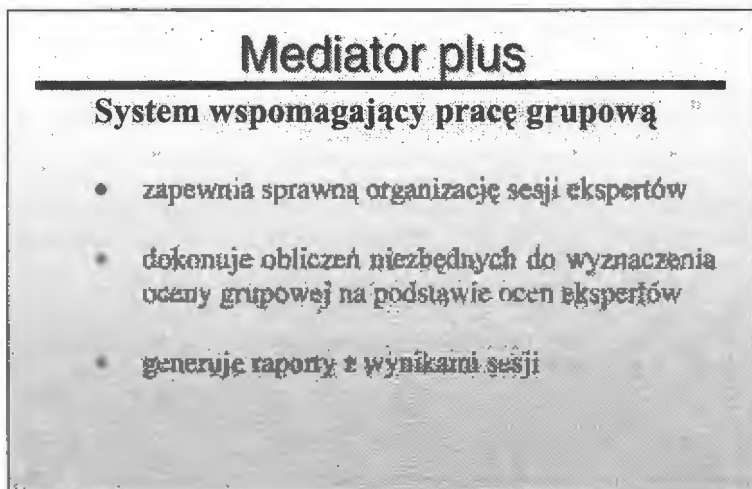 Mediator plus
System wspomagający pracę grupową
• zapewnia sprawną organizację sesji ekspertów
• dokonuje obliczeń niezbędnych do wyznaczenia
oceny grupowej na podstawie ocen ekspertów
• generuje raporty z wynikami sesji